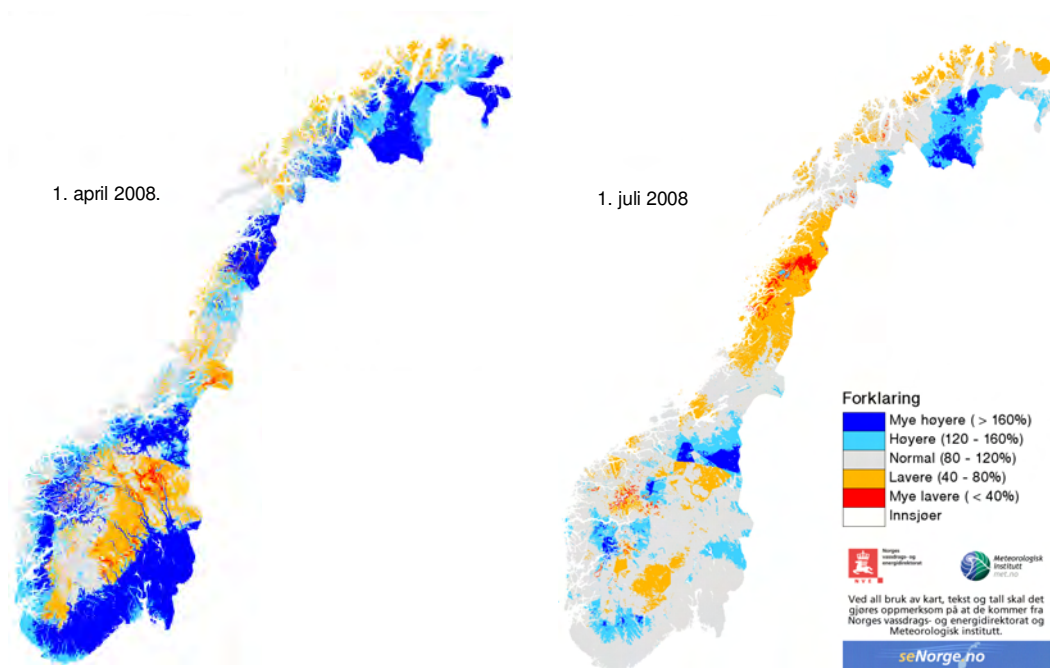 1. april 2008.
1. juli 2008
Forklaring
Mye høyere ( > 160%)
Høyere (120 - 160%)
Normal (80 - 120%)
Lavere (40 - 80%)
Mye lavere ( < 40%)
Innsjøer
Norges
vassdrags- og
energidirektorat
NVE
Meteorologisk
institutt
met.no
Ved all bruk av kart, tekst og tall skal det
gjøres oppmerksom på at de kommer fra
Norges vassdrags- og energidirektorat og
Meteorologisk institutt.
seNorge.no